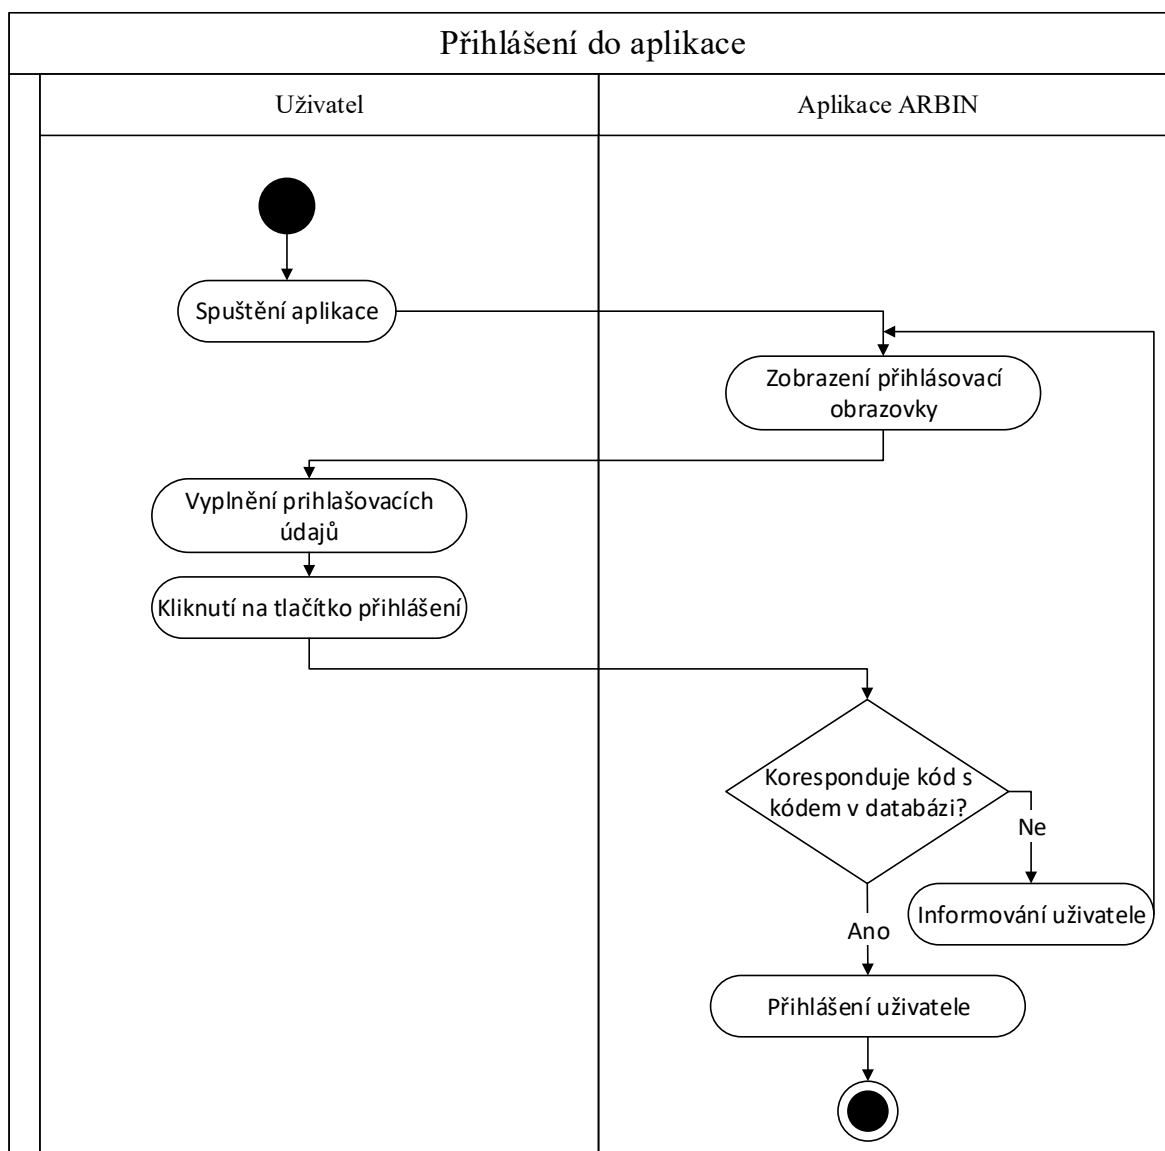 Přihlášení do aplikace
Uživatel
Aplikace ARBIN
Spuštění aplikace
Zobrazení přihlásovací
obrazovky
Vyplnění prihlašovacích
údajů
Kliknutí na tlačítko přihlášení
Koresponduje kód s
kódem v databázi?
Ne
Informování uživatele
Ano
Přihlášení uživatele